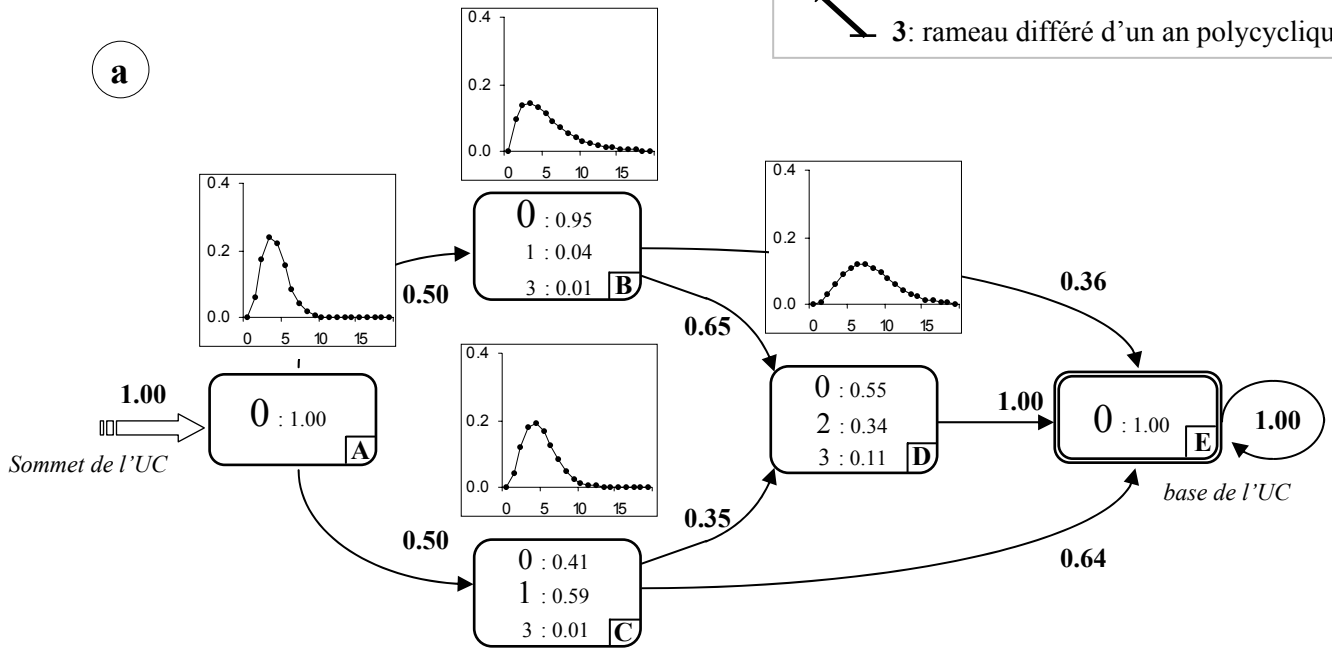 3: rameau différé d'un an polycycliqu
a
0.4
0.2
0.0
0 5 10 15
0.4
0.2
0.0
0 5 10 15
0.50
0 : 0.95
1 : 0.04
3 : 0.01 B
0.4
0.2
0.0
0 5 10 15
0.36
0.65
1.00
Sommet de l'UC
0 : 1.00
A
0.4
0.2
0.0
0 5 10 15
0 : 0.55
2 : 0.34
3 : 0.11 D
1.00
0 : 1.00
E
1.00
base de l'UC
0.50
0 : 0.41
1 : 0.59
3 : 0.01 C
0.35
0.64